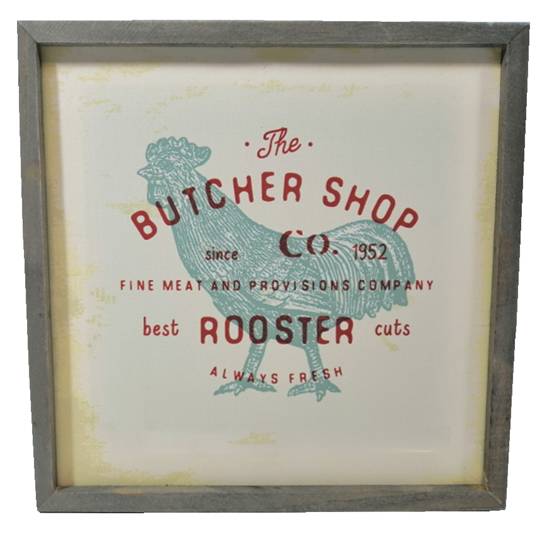 · The ·
BUTCHER SHOP
since Co. 1952
FINE MEAT AND PROVISIONS COMPANY
best ROOSTER cuts
ALWAYS FRESH